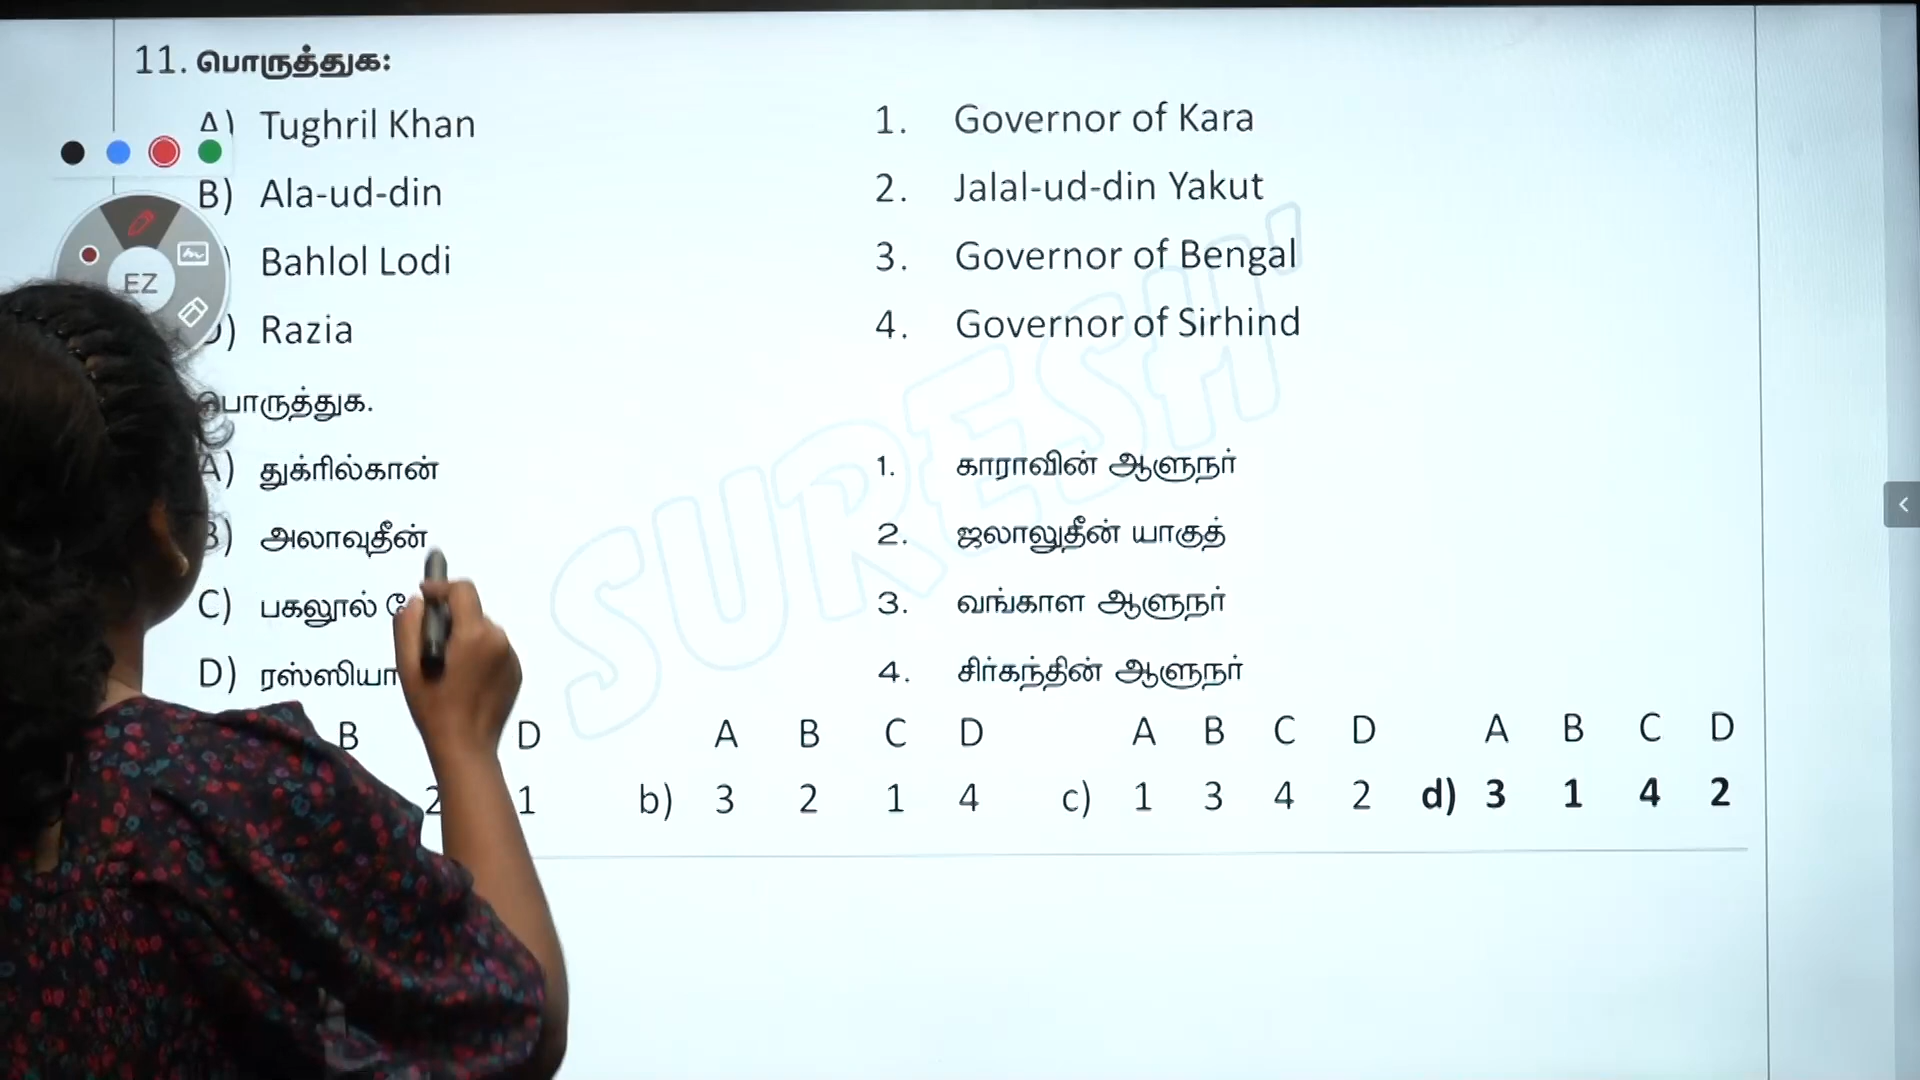 11. பொருத்துக:
A) Tughril Khan 1. Governor of Kara
B) Ala-ud-din 2. Jalal-ud-din Yakut
) Bahlol Lodi 3. Governor of Bengal
D) Razia 4. Governor of Sirhind
EZ
பொருத்துக.
A) துக்ரில்கான் 1. காராவின் ஆளுநர்
B) அலாவுதீன் 2. ஜலாலுதீன் யாகுத்
C) பகலூல் 3. வங்காள ஆளுநர்
D) ரஸ்ஸியா 4. சிர்கந்தின் ஆளுநர்
B D A B C D A B C D A B C D
2 1 b) 3 2 1 4 c) 1 3 4 2 d) 3 1 4 2
SURESH'